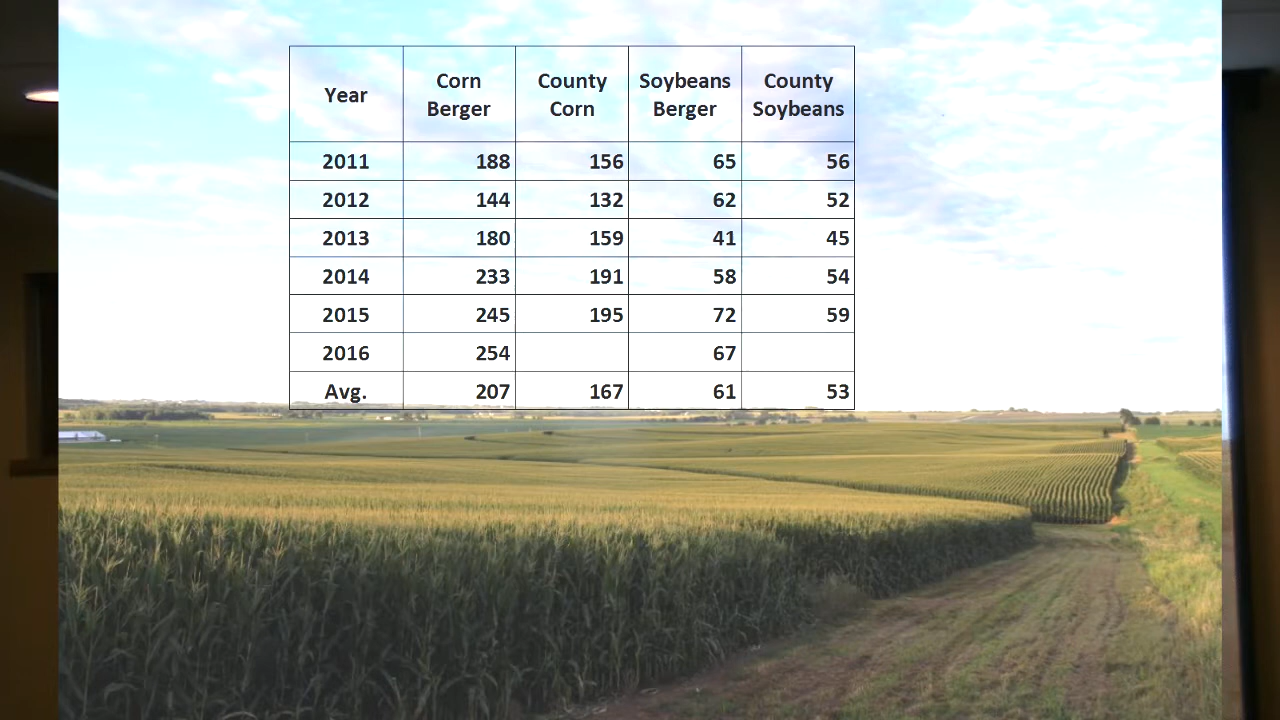 Year Corn Berger County Corn Soybeans Berger County Soybeans
2011 188 156 65 56
2012 144 132 62 52
2013 180 159 41 45
2014 233 191 58 54
2015 245 195 72 59
2016 254 67
Avg. 207 167 61 53